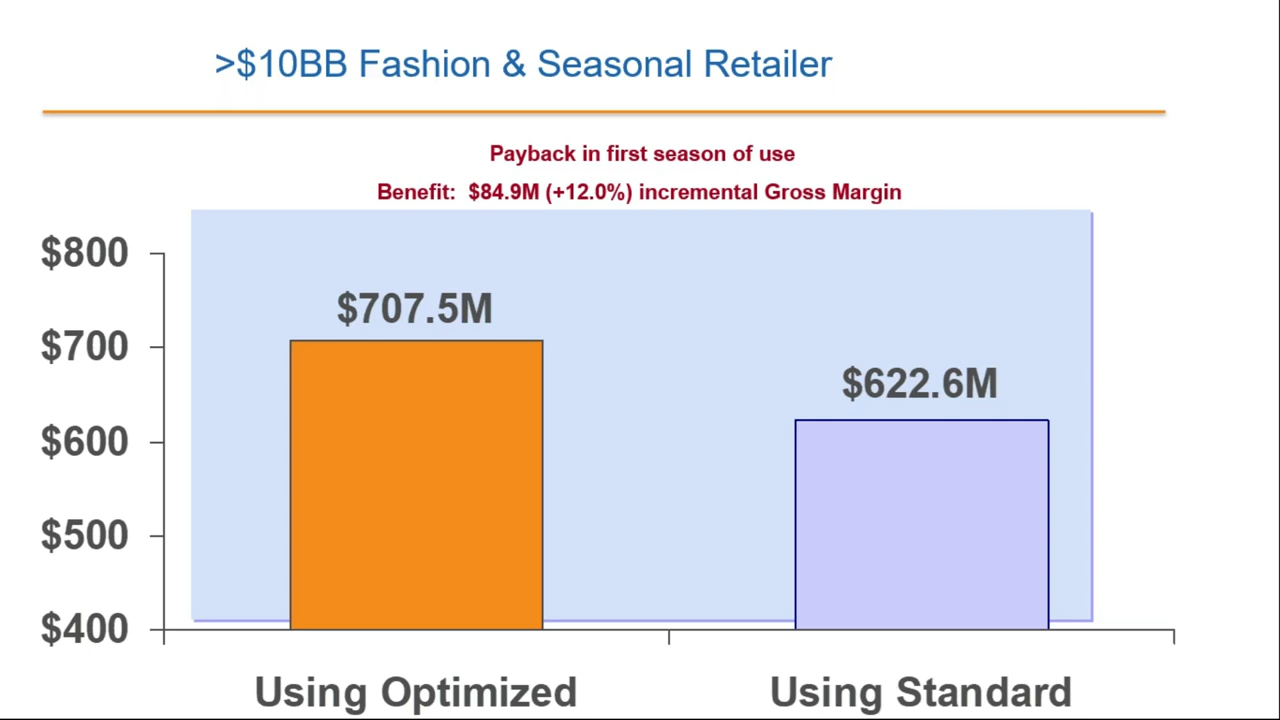 >$10BB Fashion & Seasonal Retailer
Payback in first season of use
Benefit:  $84.9M (+12.0%) incremental Gross Margin
$800
$700
$600
$500
$400
$707.5M
$622.6M
Using Optimized
Using Standard